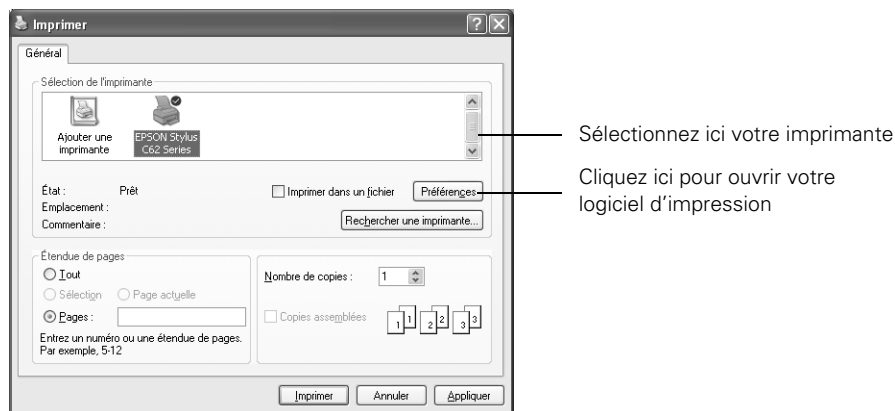 Imprimer
Général
Sélection de l'imprimante
Ajouter une
imprimante
EPSON Stylus
C62 Series
Sélectionnez ici votre imprimante
Cliquez ici pour ouvrir votre
logiciel d'impression
État :
Prêt
Imprimer dans un fichier
Préférences
Emplacement :
Commentaire :
Rechercher une imprimante...
Étendue de pages
Tout
Sélection
Page actuelle
Pages :
Entrez un numéro ou une étendue de pages.
Par exemple, 5-12
Nombre de copies :
1
Copies assemblées
1 1 2 2 3 3
Imprimer
Annuler
Appliquer